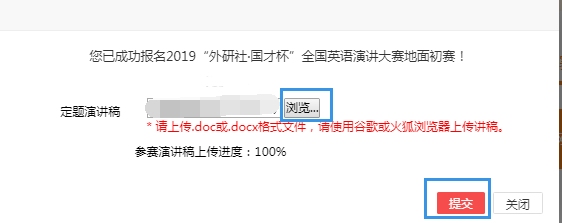 您已成功报名2019“外研社·国才杯”全国英语演讲大赛地面初赛！
定题演讲稿 浏览...
* 请上传.doc或.docx格式文件，请使用谷歌或火狐浏览器上传讲稿。
参赛演讲稿上传进度：100%
提交 关闭